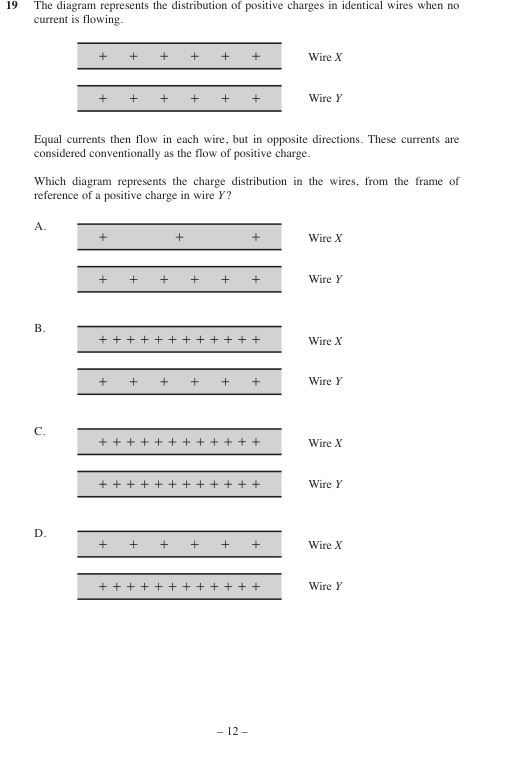 19 The diagram represents the distribution of positive charges in identical wires when no
current is flowing.
+ + + + + + Wire X
+ + + + + + Wire Y
Equal currents then flow in each wire, but in opposite directions. These currents are
considered conventionally as the flow of positive charge.
Which diagram represents the charge distribution in the wires, from the frame of
reference of a positive charge in wire Y?
A.
+ + + Wire X
+ + + + + + Wire Y
B.
+ + + + + + + + + + + + Wire X
+ + + + + + Wire Y
C.
+ + + + + + + + + + + + Wire X
+ + + + + + + + + + + + Wire Y
D.
+ + + + + + Wire X
+ + + + + + + + + + + + Wire Y
– 12 –